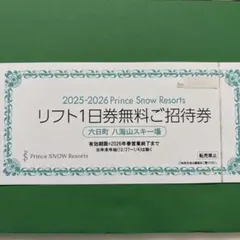 2025-2026 Prince Snow Resorts
リフト1日券無料ご招待券
六日町 八海山スキー場
有効期間=2026年春営業終了まで
Prince SNOW Resorts
転売禁止